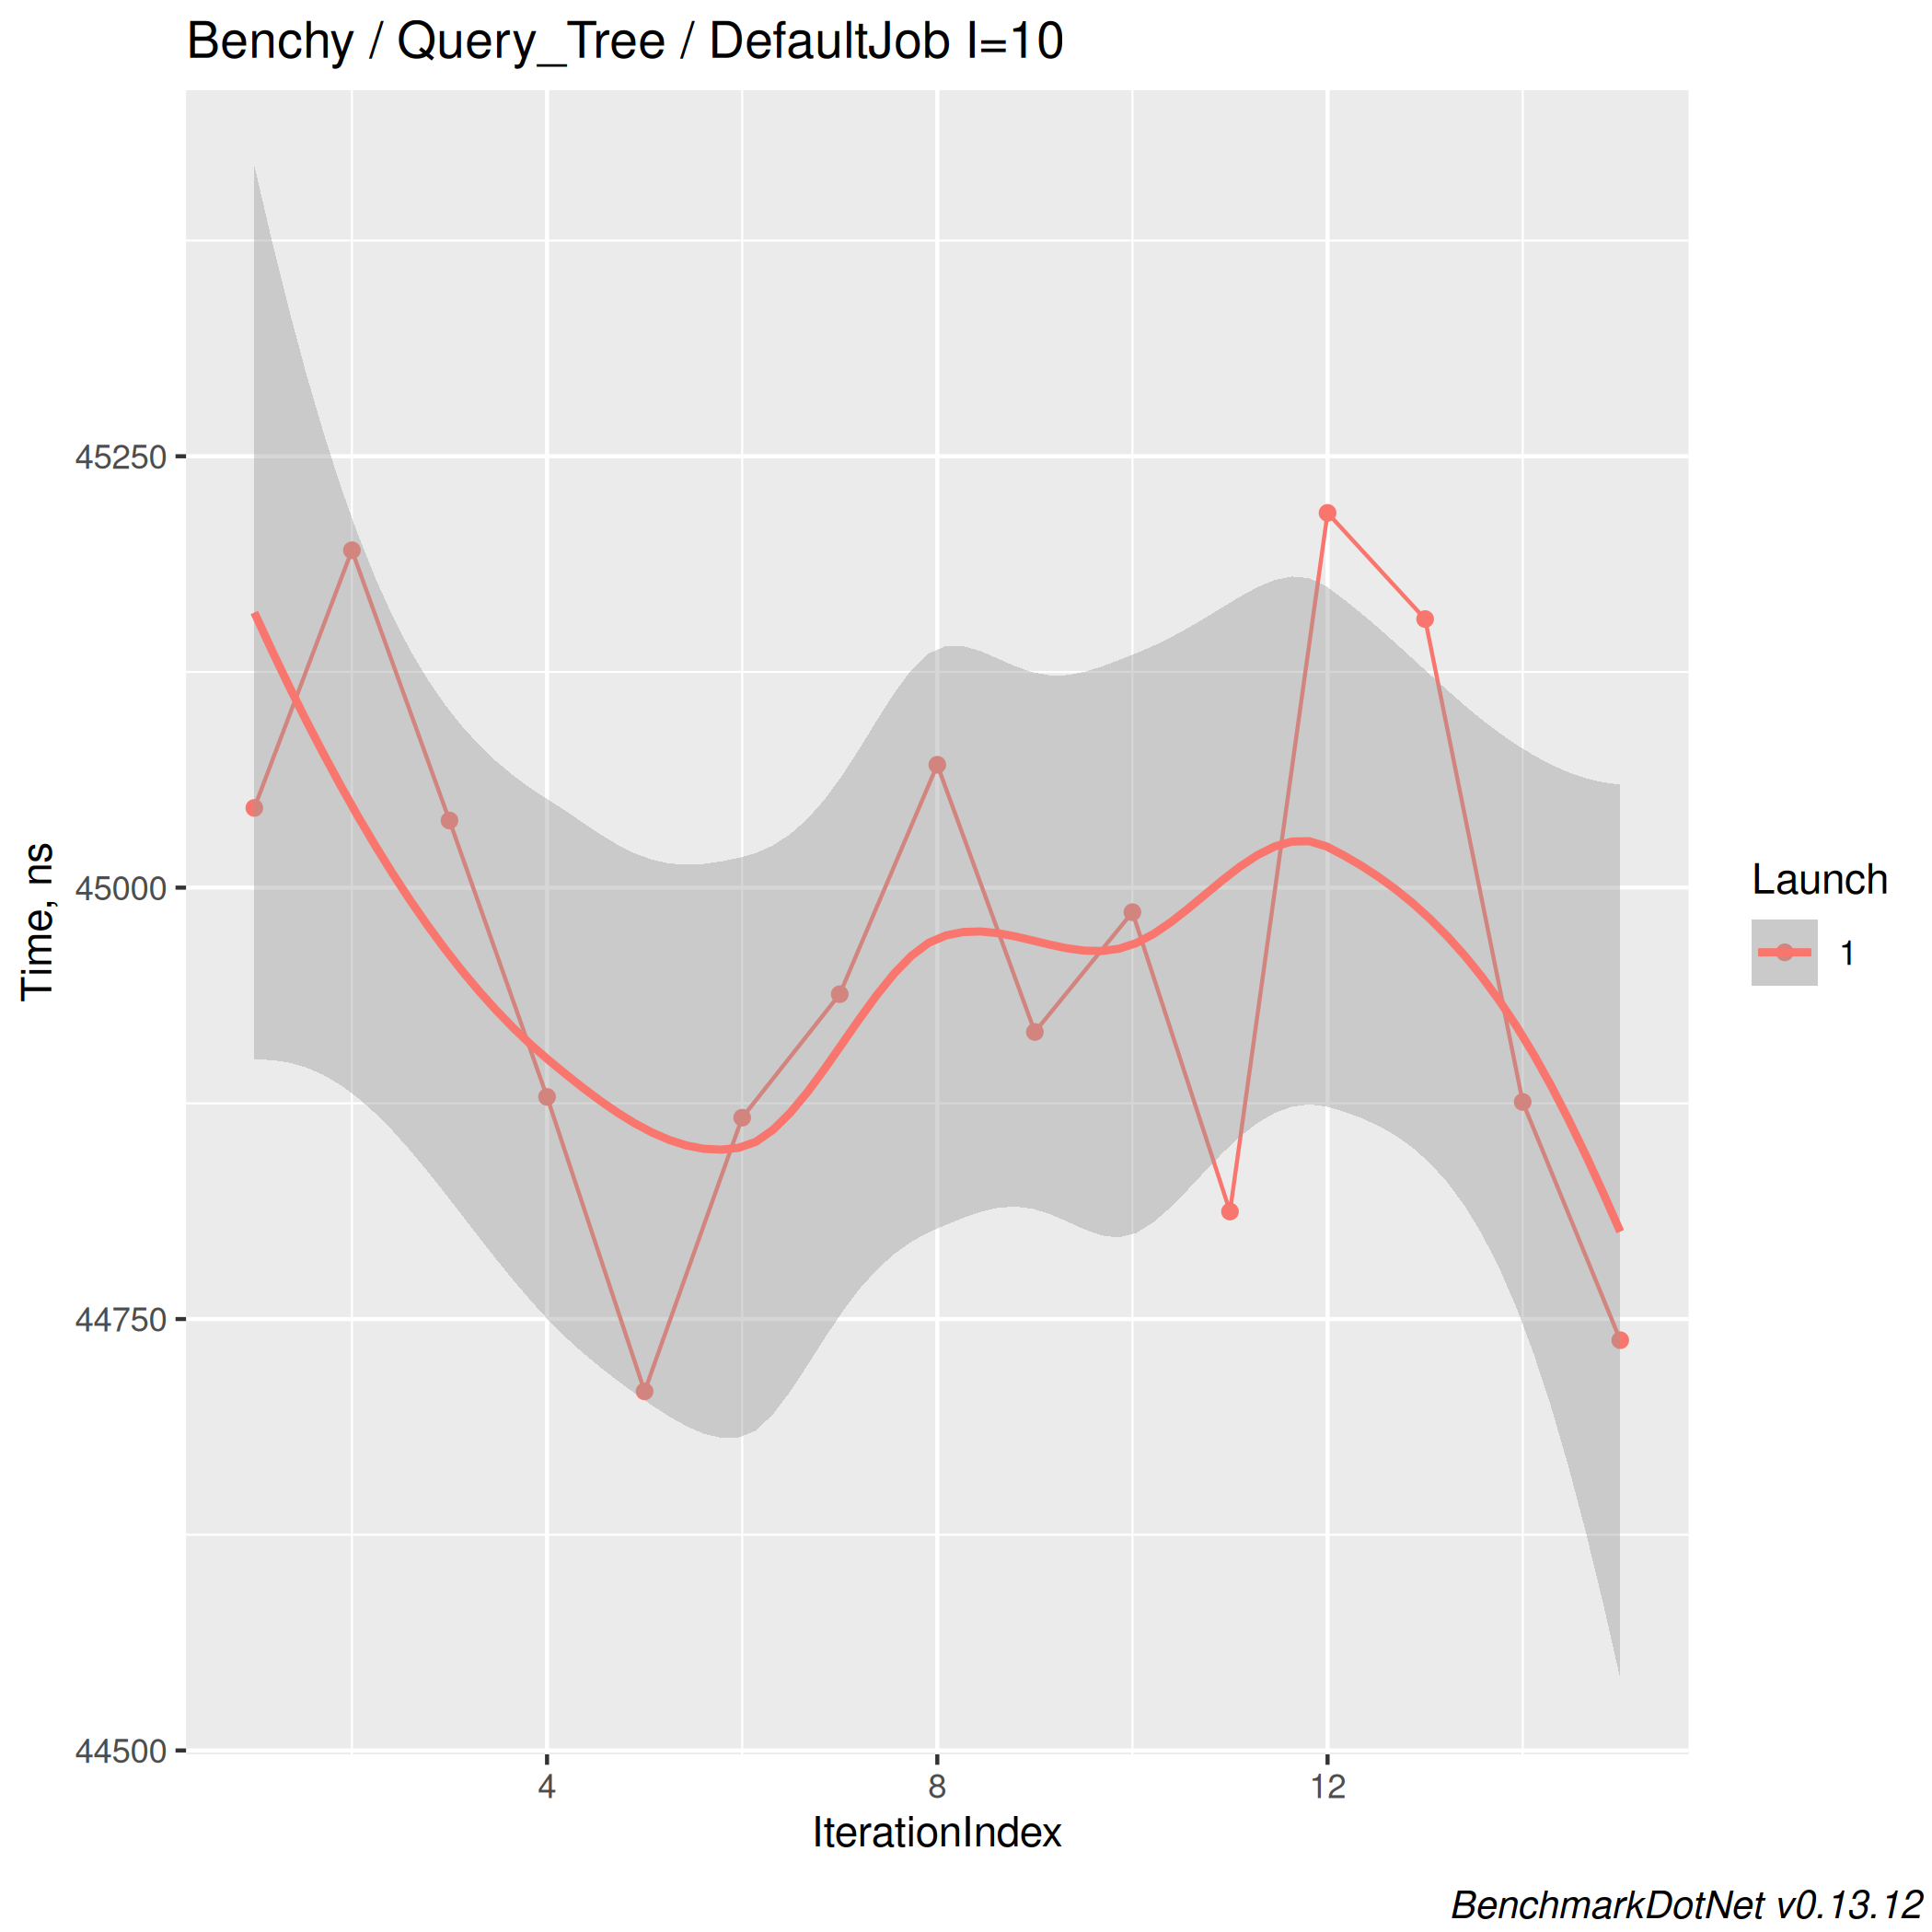 Benchy / Query_Tree / DefaultJob I=10
45250
45000
44750
44500
Time, ns
4
8
12
IterationIndex
Launch
1
BenchmarkDotNet v0.13.12